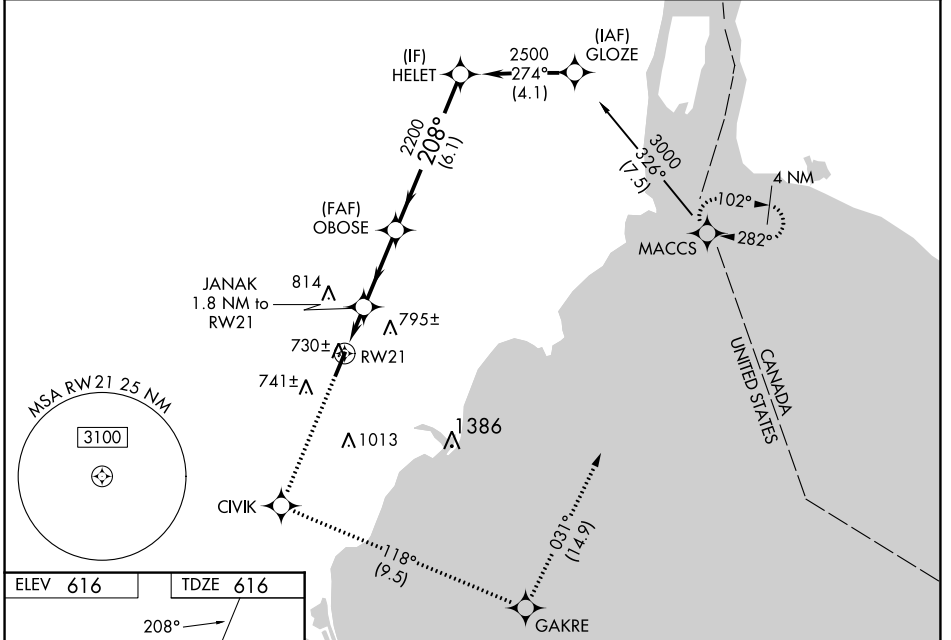 (IF)
HELET
2500
274°
(4.1)
(IAF)
GLOZE
2200
208°
(6.1)
3000
326°
(7.5)
4 NM
102°
282°
MACCS
(FAF)
OBOSE
JANAK
1.8 NM to
RW21
814
795±
730±
RW21
741±
CANADA
UNITED STATES
MSA RW21 25 NM
3100
1013
1386
CIVIK
118°
(9.5)
031°
(14.9)
GAKRE
ELEV 616
TDZE 616
208°